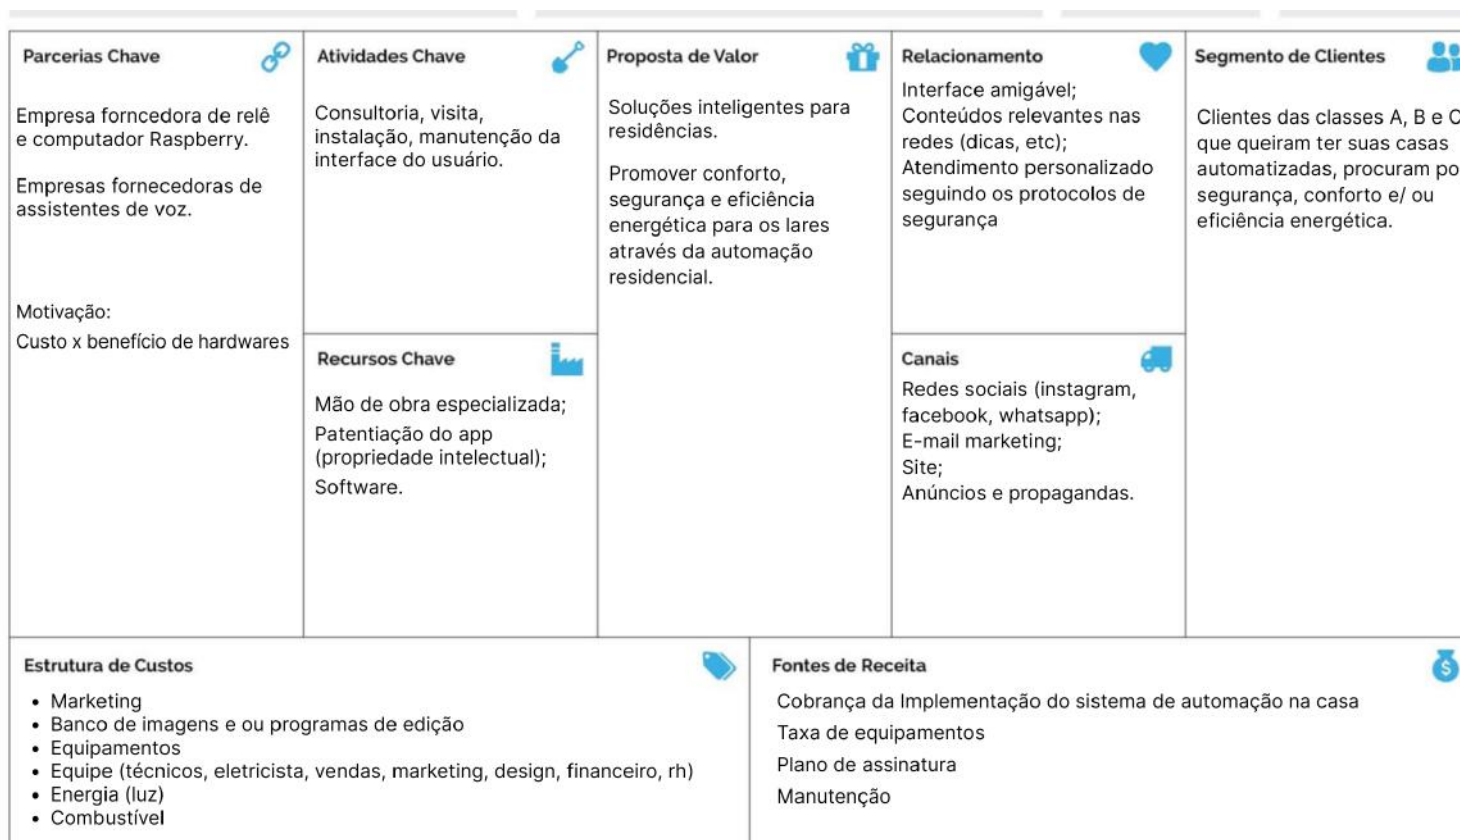 Parcerias Chave
Empresa forncedora de relê
e computador Raspberry.
Empresas fornecedoras de
assistentes de voz.
Motivação:
Custo x benefício de hardwares
Atividades Chave
Consultoria, visita,
instalação, manutenção da
interface do usuário.
Recursos Chave
Mão de obra especializada;
Patentiação do app
(propriedade intelectual);
Software.
Proposta de Valor
Soluções inteligentes para
residências.
Promover conforto,
segurança e eficiência
energética para os lares
através da automação
residencial.
Relacionamento
Interface amigável;
Conteúdos relevantes nas
redes (dicas, etc);
Atendimento personalizado
seguindo os protocolos de
segurança
Canais
Redes sociais (instagram,
facebook, whatsapp);
E-mail marketing;
Site;
Anúncios e propagandas.
Segmento de Clientes
Clientes das classes A, B e C
que queiram ter suas casas
automatizadas, procuram po
segurança, conforto e/ ou
eficiência energética.
Estrutura de Custos
• Marketing
• Banco de imagens e ou programas de edição
• Equipamentos
• Equipe (técnicos, eletricista, vendas, marketing, design, financeiro, rh)
• Energia (luz)
• Combustível
Fontes de Receita
$
Cobrança da Implementação do sistema de automação na casa
Taxa de equipamentos
Plano de assinatura
Manutenção